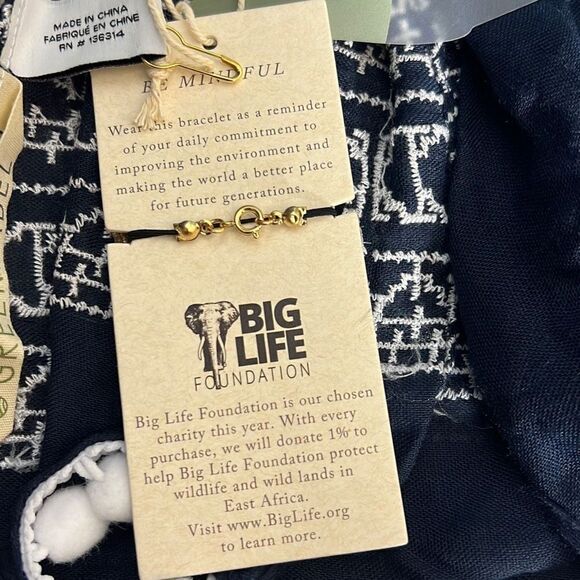 MADE IN CHINA
FABRIQUÉ EN CHINE
RN # 136314
BE MINDFUL
Wear this bracelet as a reminder
of your daily commitment to
improving the environment and
making the world a better place
for future generations.
BIG
LIFE
FOUNDATION
Big Life Foundation is our chosen
charity this year. With every
purchase, we will donate 1% to
help Big Life Foundation protect
wildlife and wild lands in
East Africa.
Visit www.BigLife.org
to learn more.